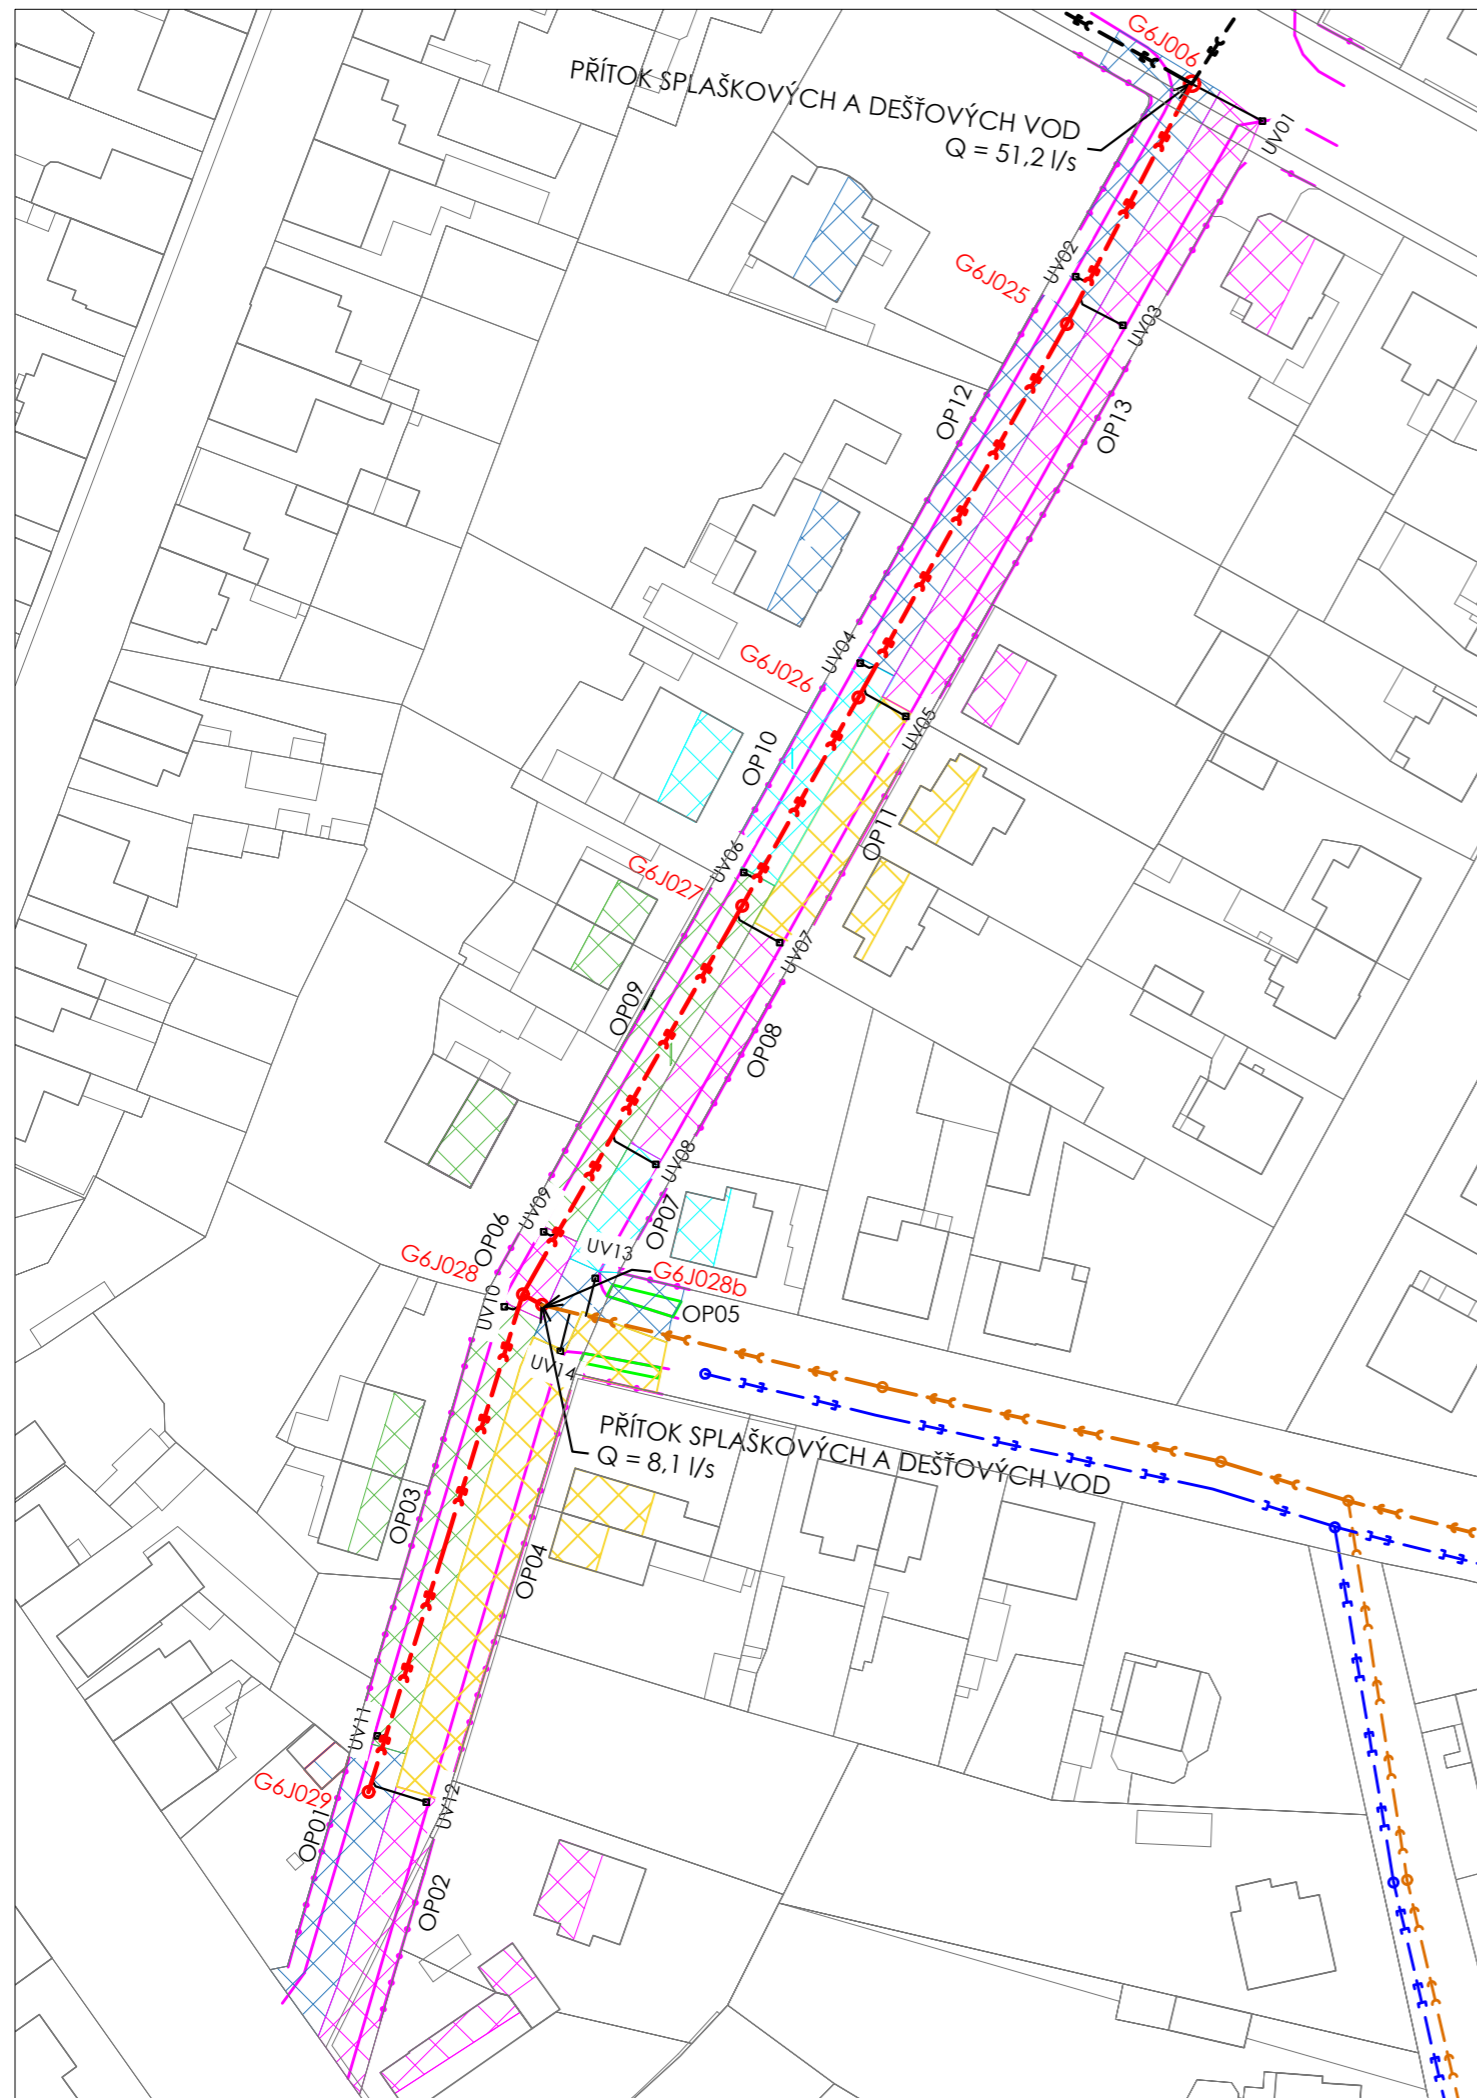 G6J006
PŘÍTOK SPLAŠKOVÝCH A DEŠŤOVÝCH VOD
Q = 51,2 l/s
UV01
UV02
G6J025
UV03
OP12
OP13
UV04
G6J026
UV05
OP10
OP11
UV06
G6J027
UV07
OP09
OP08
UV08
UV09
OP07
OP06
UV13
G6J028
G6J028b
UV10
OP05
UV14
PŘÍTOK SPLAŠKOVÝCH A DEŠŤOVÝCH VOD
Q = 8,1 l/s
OP03
OP04
UV11
G6J029
UV12
OP01
OP02